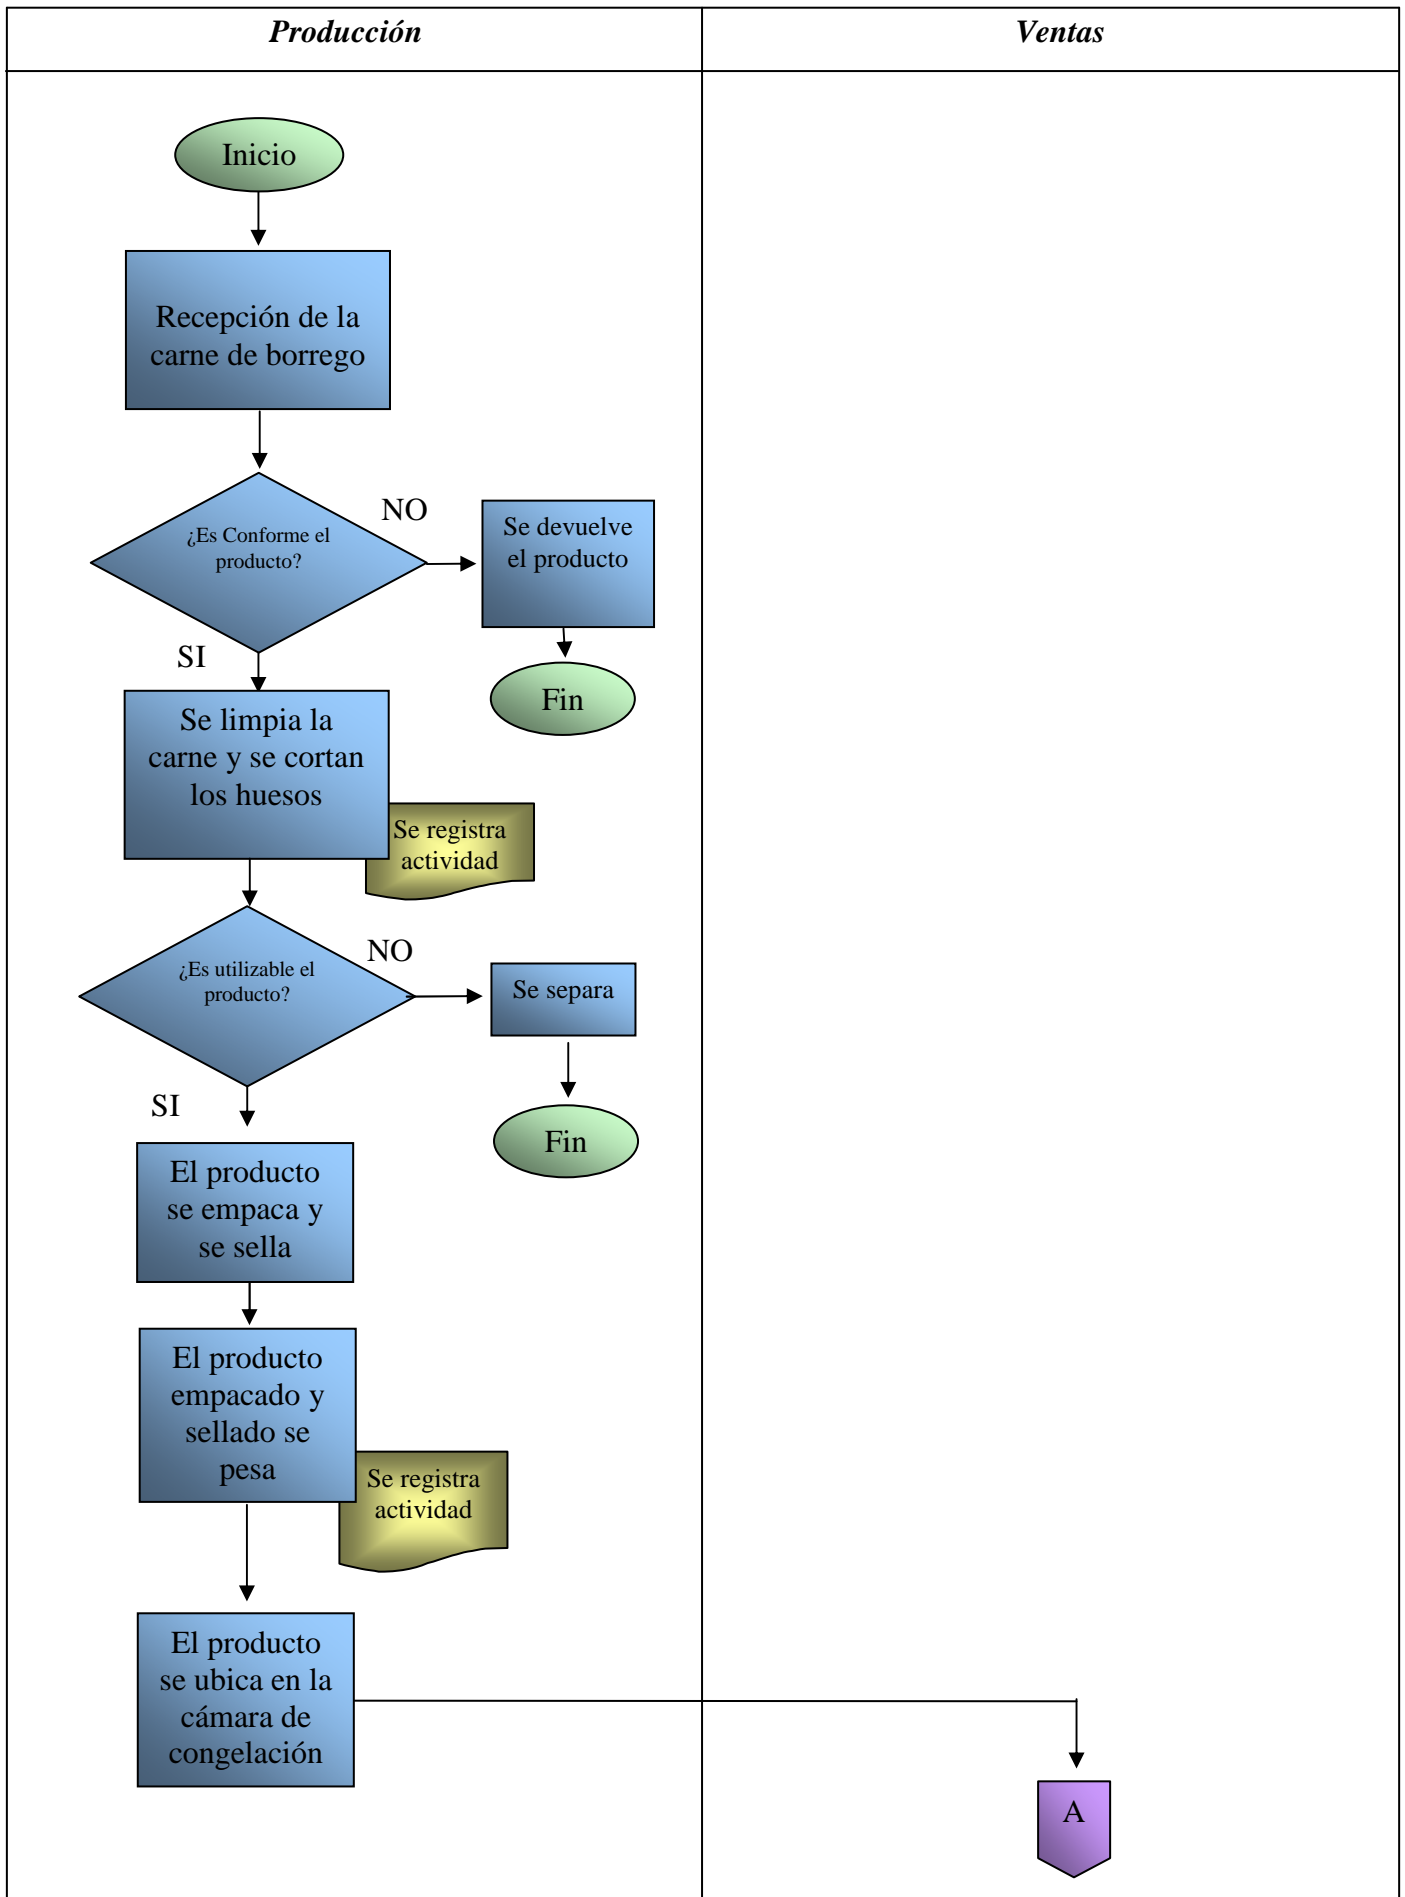 Producción
Ventas
Inicio
Recepción de la
carne de borrego
¿Es Conforme el
producto?
NO
Se devuelve
el producto
Fin
SI
Se limpia la
carne y se cortan
los huesos
Se registra
actividad
¿Es utilizable el
producto?
NO
Se separa
Fin
SI
El producto
se empaca y
se sella
El producto
empacado y
sellado se
pesa
Se registra
actividad
El producto
se ubica en la
cámara de
congelación
A